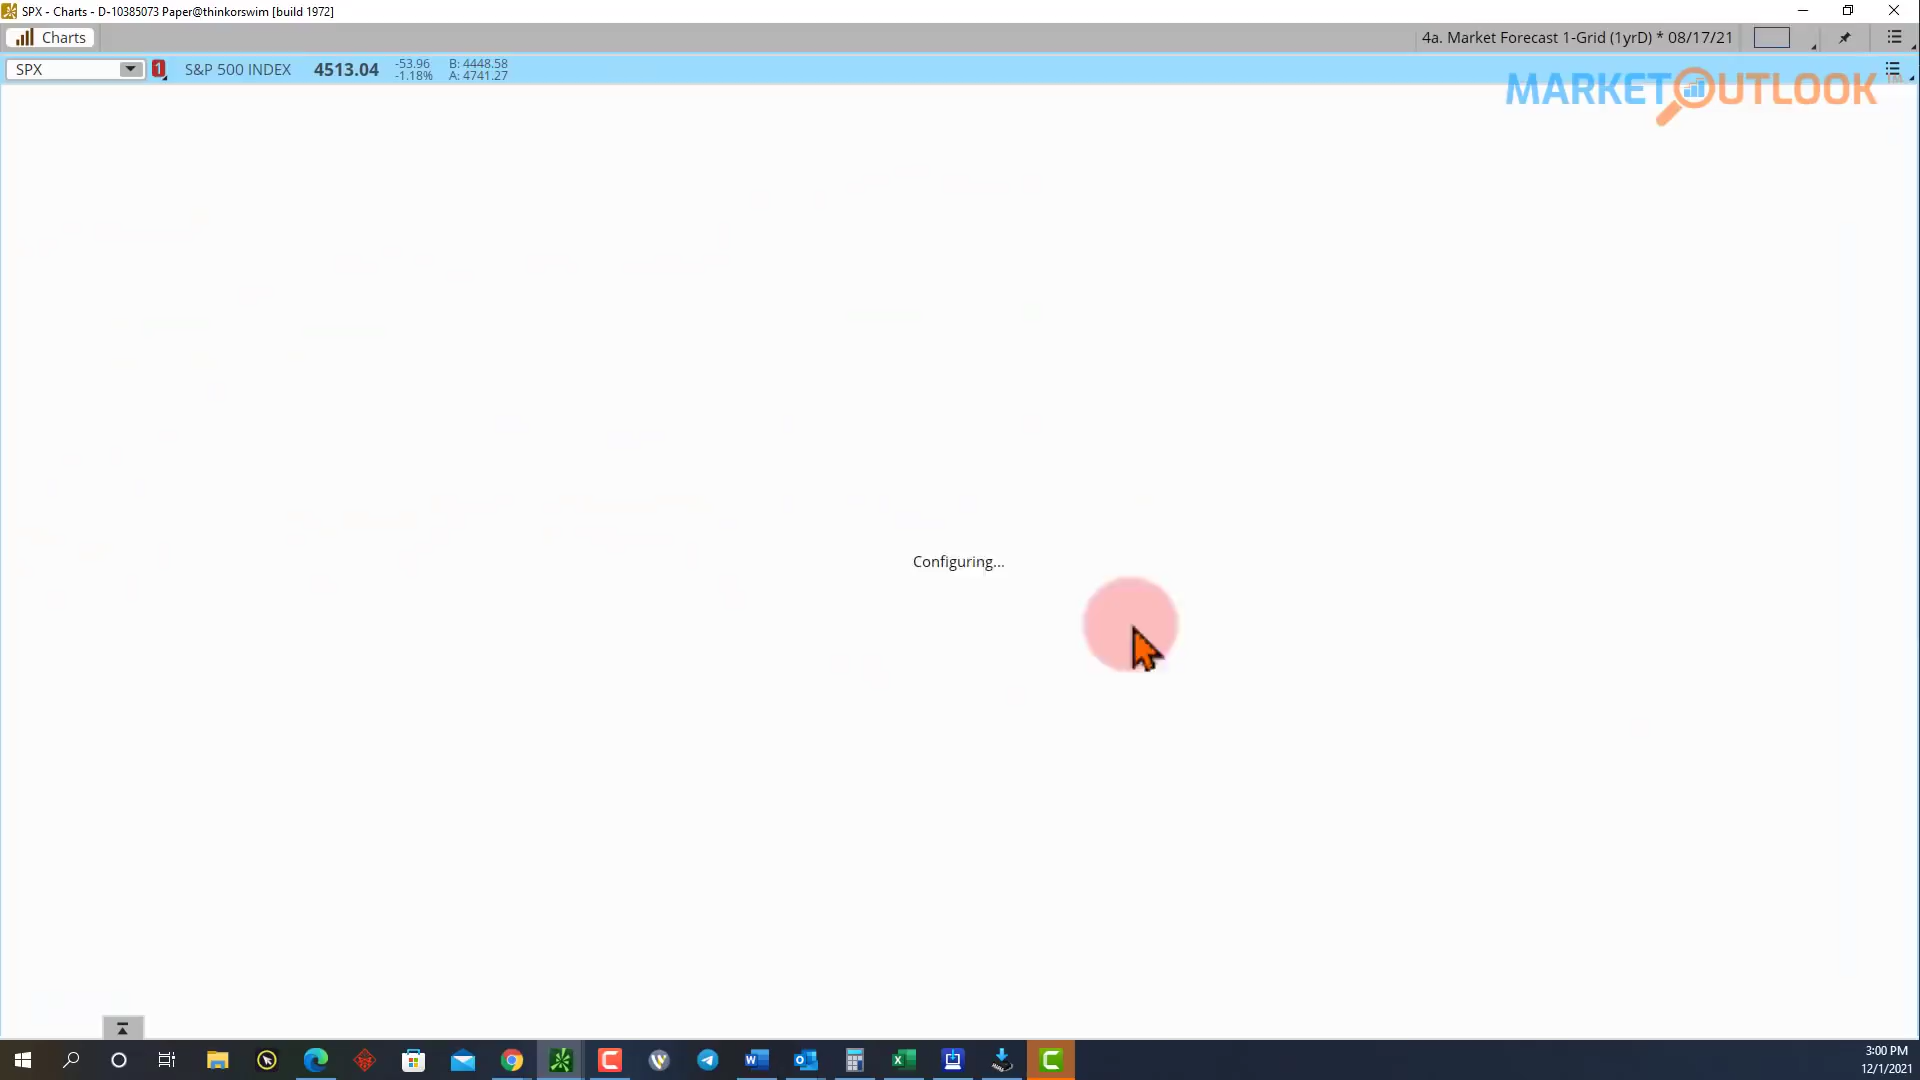 SPX - Charts - D-10385073 Paper@thinkorswim [build 1972]
Charts
4a. Market Forecast 1-Grid (1yrD) * 08/17/21
SPX
1
S&P 500 INDEX
4513.04
-53.96
-1.18%
B: 4448.58
A: 4741.27
MARKET OUTLOOK
Configuring...
3:00 PM
12/1/2021